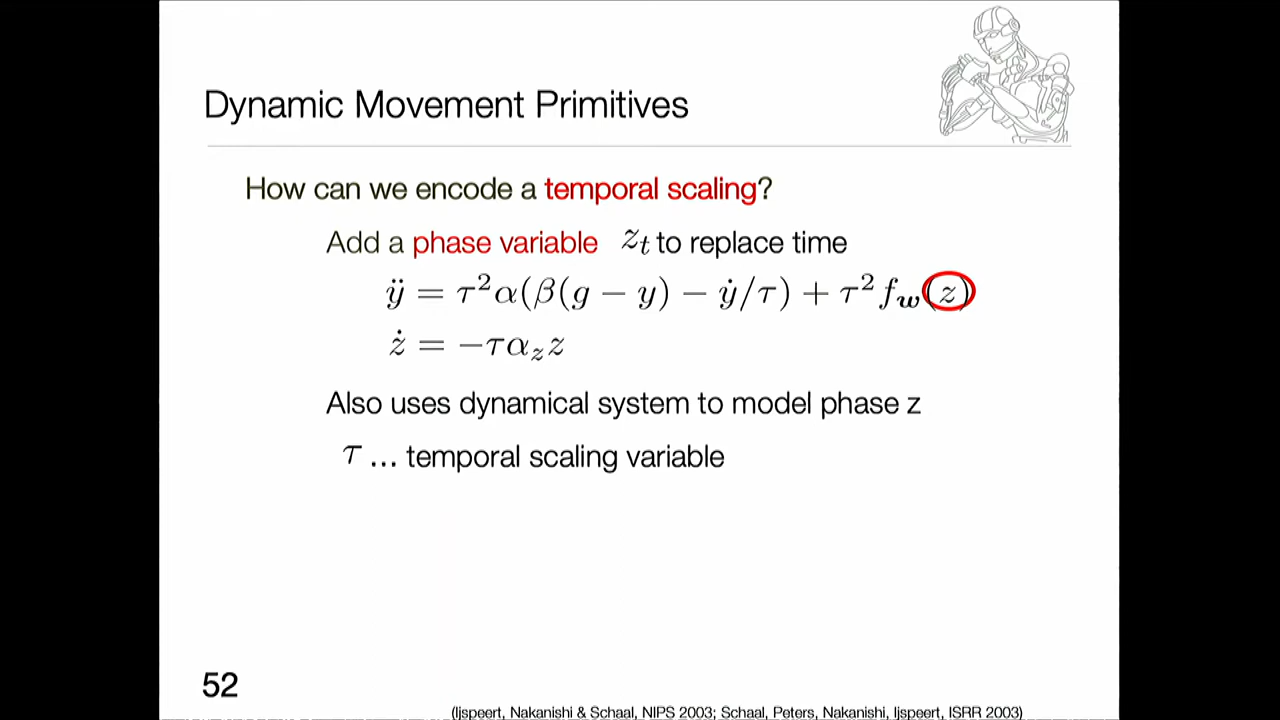 Dynamic Movement Primitives
How can we encode a temporal scaling?
Add a phase variable z_t to replace time
ÿ = τ²α(β(g − y) − ẏ/τ) + τ² f_w(z)
ż = −τα_z z
Also uses dynamical system to model phase z
τ ... temporal scaling variable
52
(Ijspeert, Nakanishi & Schaal, NIPS 2003; Schaal, Peters, Nakanishi, Ijspeert, ISRR 2003)